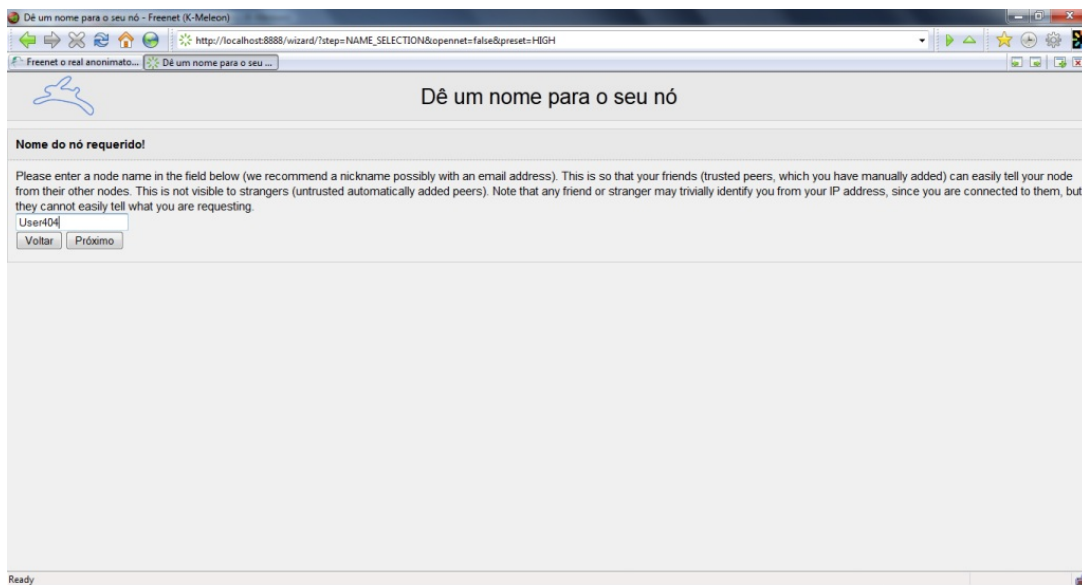 Dê um nome para o seu nó - Freenet (K-Meleon)
http://localhost:8888/wizard/?step=NAME_SELECTION&opennet=false&preset=HIGH
Freenet o real anonimato... Dê um nome para o seu ...
Dê um nome para o seu nó
Nome do nó requerido!
Please enter a node name in the field below (we recommend a nickname possibly with an email address). This is so that your friends (trusted peers, which you have manually added) can easily tell your node
from their other nodes. This is not visible to strangers (untrusted automatically added peers). Note that any friend or stranger may trivially identify you from your IP address, since you are connected to them, but
they cannot easily tell what you are requesting.
User404
Voltar Próximo
Ready